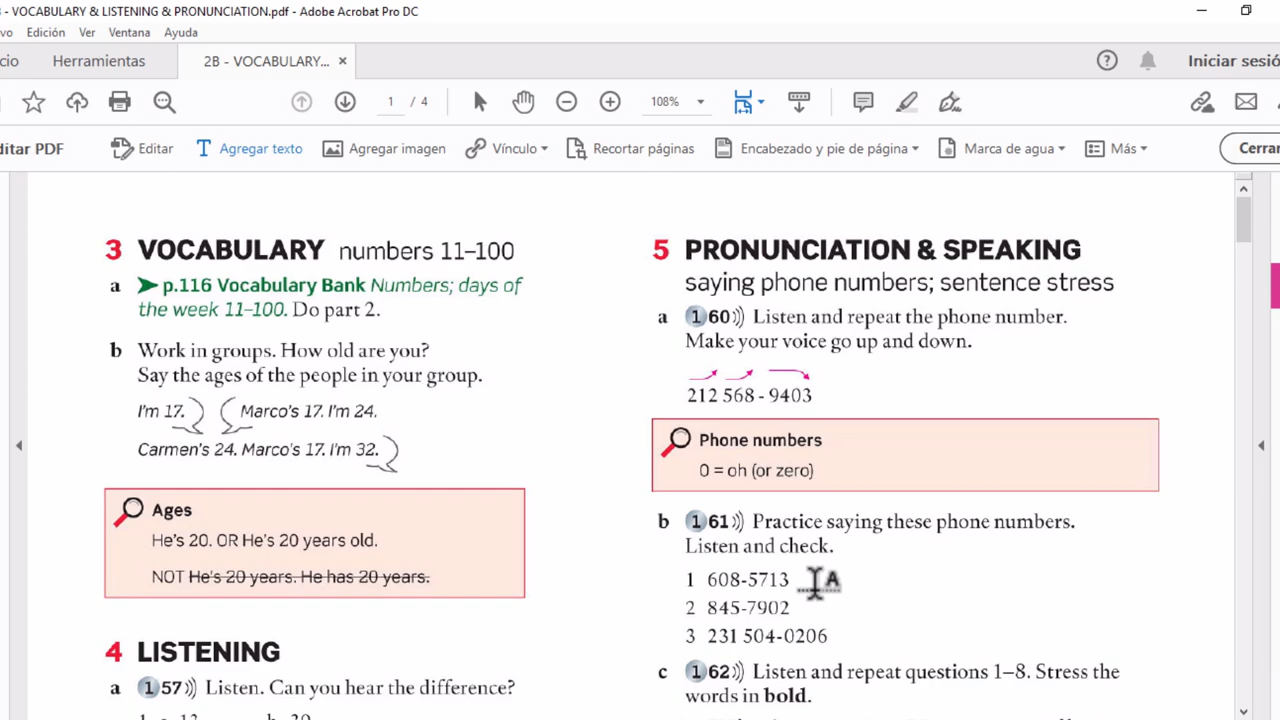 - VOCABULARY & LISTENING & PRONUNCIATION.pdf - Adobe Acrobat Pro DC
Edición Ver Ventana Ayuda
Herramientas
2B - VOCABULARY...
Iniciar sesió
1 / 4
108%
Editar
Agregar texto
Agregar imagen
Vínculo
Recortar páginas
Encabezado y pie de página
Marca de agua
Más
Cerrar
3 VOCABULARY numbers 11–100
a p.116 Vocabulary Bank Numbers; days of
the week 11–100. Do part 2.
b Work in groups. How old are you?
Say the ages of the people in your group.
I'm 17. Marco's 17. I'm 24.
Carmen's 24. Marco's 17. I'm 32.
Ages
He's 20. OR He's 20 years old.
NOT He's 20 years. He has 20 years.
4 LISTENING
a 1 57 Listen. Can you hear the difference?
5 PRONUNCIATION & SPEAKING
saying phone numbers; sentence stress
a 1 60 Listen and repeat the phone number.
Make your voice go up and down.
212 568 - 9403
Phone numbers
0 = oh (or zero)
b 1 61 Practice saying these phone numbers.
Listen and check.
1 608-5713
A
2 845-7902
3 231 504-0206
c 1 62 Listen and repeat questions 1–8. Stress the
words in bold.